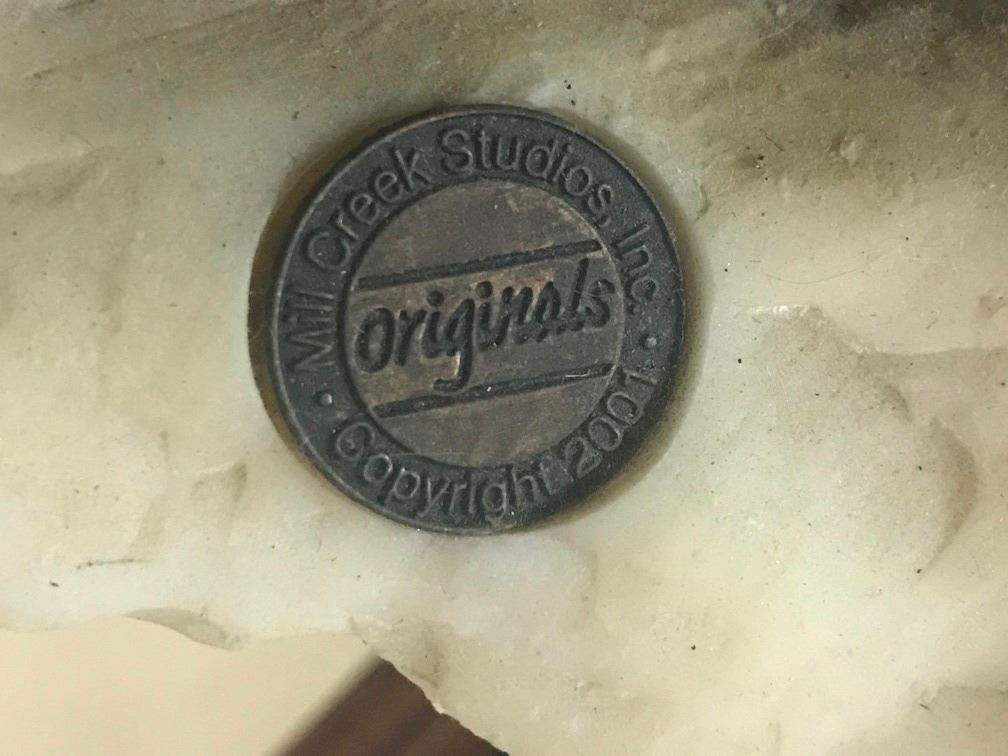 Mill Creek Studios, Inc.
Originals
Copyright 2001